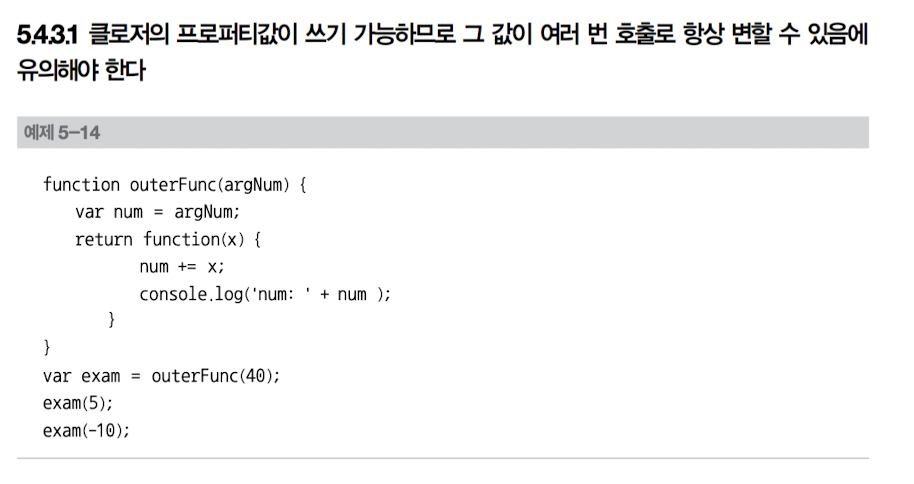 5.4.3.1 클로저의 프로퍼티값이 쓰기 가능하므로 그 값이 여러 번 호출로 항상 변할 수 있음에
유의해야 한다
예제 5-14
function outerFunc(argNum) {
var num = argNum;
return function(x) {
num += x;
console.log('num: ' + num );
}
}
var exam = outerFunc(40);
exam(5);
exam(-10);